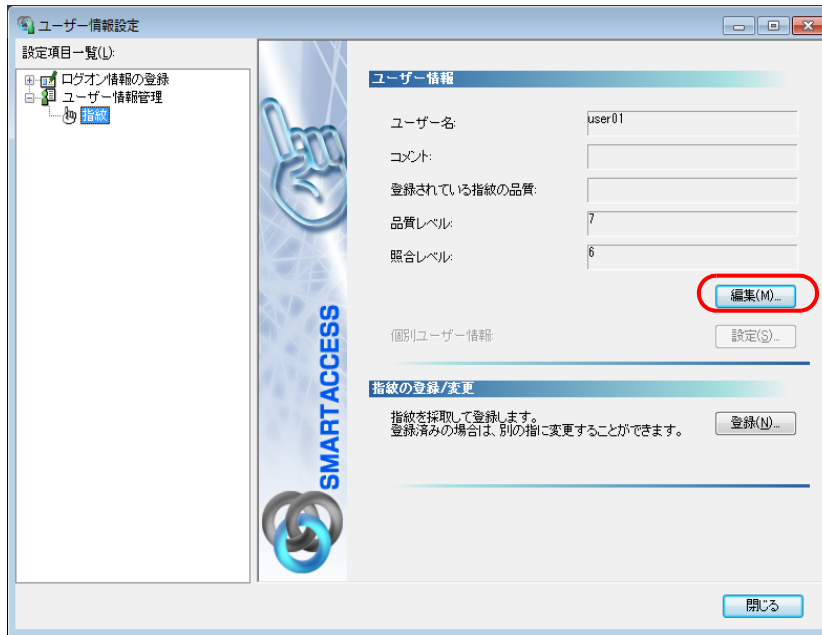 ユーザー情報設定
設定項目一覧(L):
ログオン情報の登録
ユーザー情報管理
指紋
SMARTACCESS
ユーザー情報
ユーザー名: user01
コメント:
登録されている指紋の品質:
品質レベル: 7
照合レベル: 6
編集(M)...
個別ユーザー情報: 設定(S)...
指紋の登録/変更
指紋を採取して登録します。
登録済みの場合は、別の指に変更することができます。
登録(N)...
閉じる